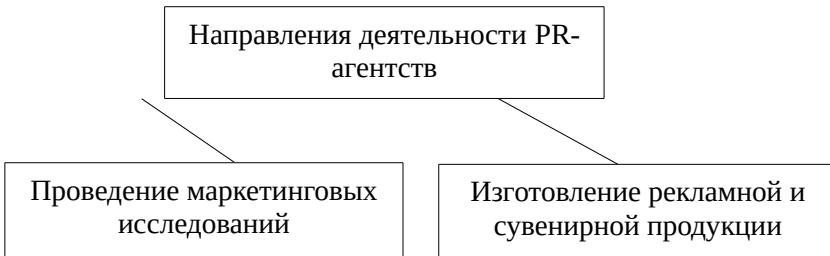 Направления деятельности PR-
агентств
Проведение маркетинговых
исследований
Изготовление рекламной и
сувенирной продукции